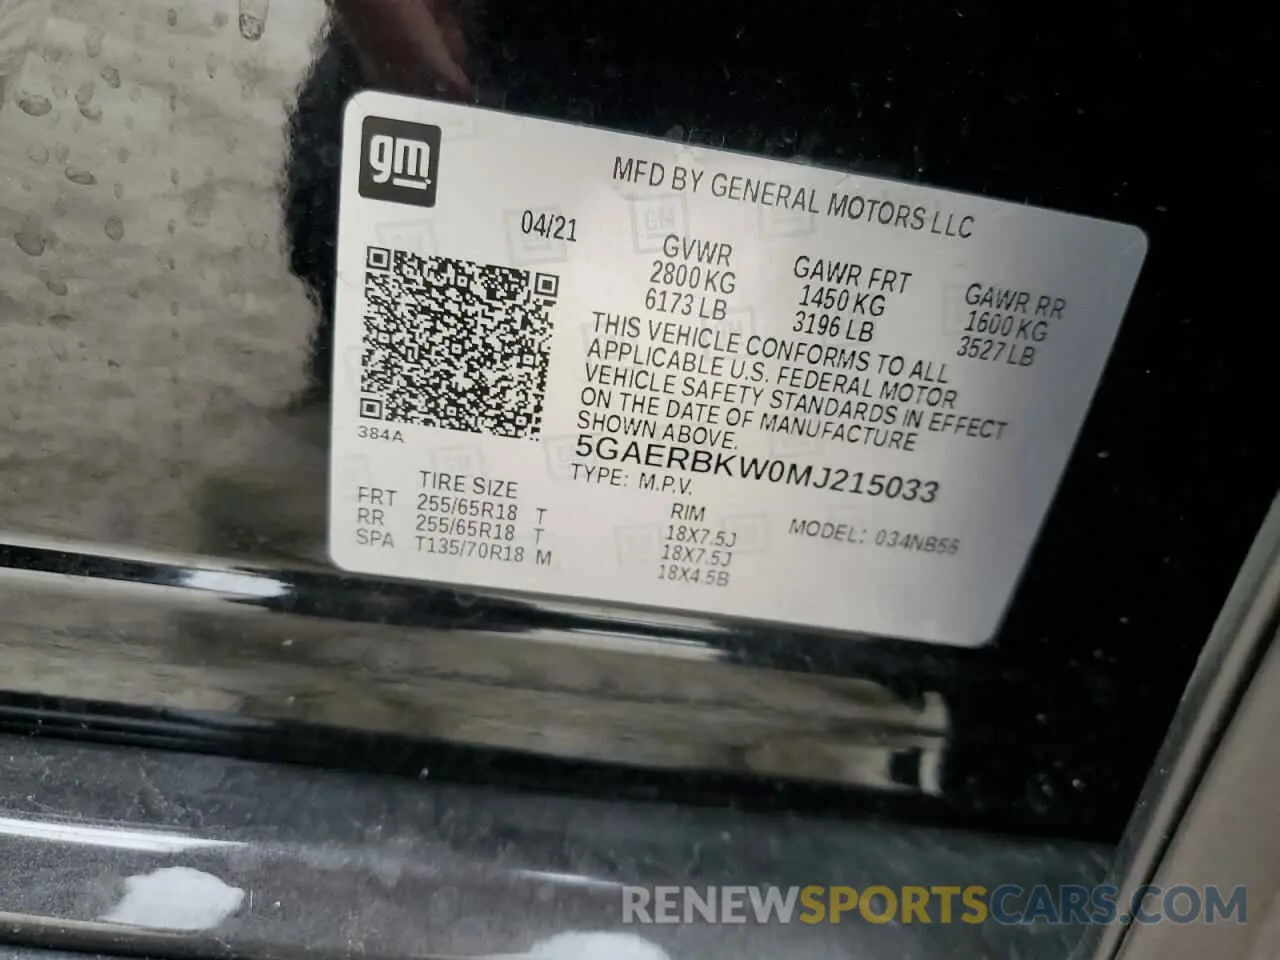 gm
MFD BY GENERAL MOTORS LLC
04/21
GVWR GAWR FRT GAWR RR
2800 KG 1450 KG 1600 KG
6173 LB 3196 LB 3527 LB
THIS VEHICLE CONFORMS TO ALL
APPLICABLE U.S. FEDERAL MOTOR
VEHICLE SAFETY STANDARDS IN EFFECT
ON THE DATE OF MANUFACTURE
SHOWN ABOVE.
384A
5GAERBKW0MJ215033
TYPE: M.P.V.
MODEL: 034NB56
TIRE SIZE RIM
FRT 255/65R18 T 18X7.5J
RR 255/65R18 T 18X7.5J
SPA T135/70R18 M 18X4.5B
RENEWSPORTSCARS.COM